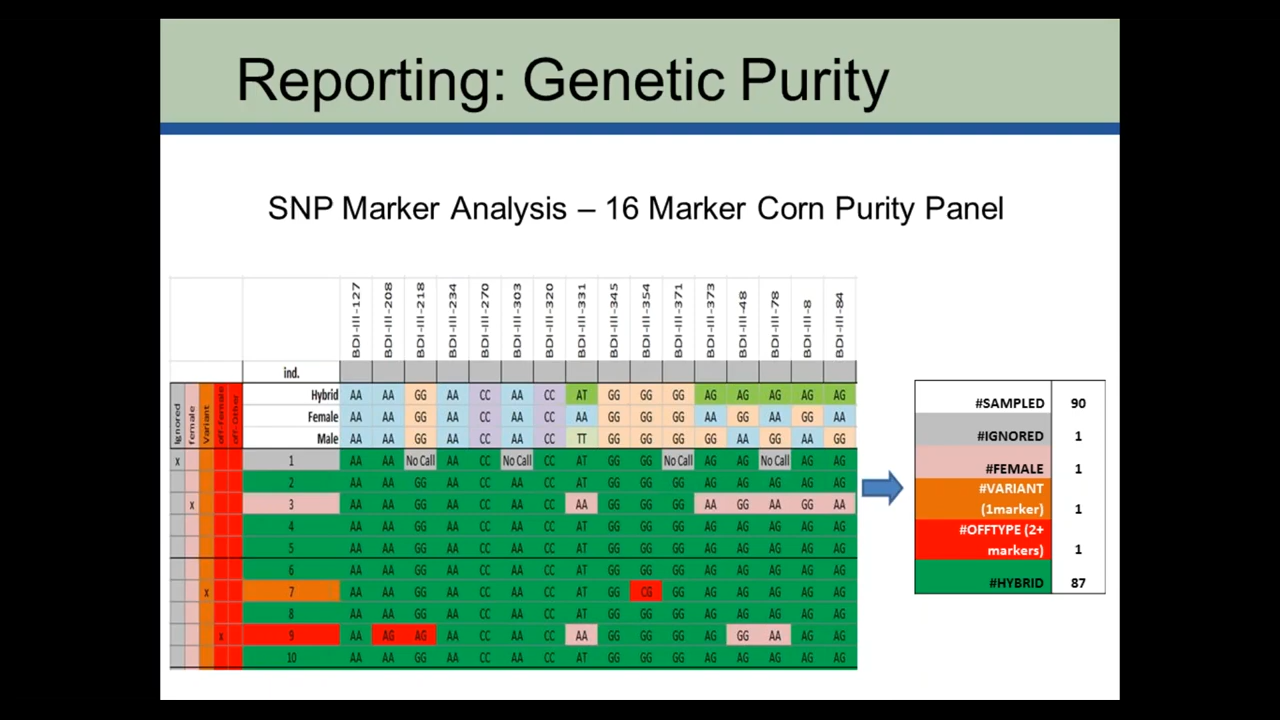 Reporting: Genetic Purity
SNP Marker Analysis – 16 Marker Corn Purity Panel
BDI-III-127 BDI-III-208 BDI-III-218 BDI-III-234 BDI-III-270 BDI-III-303 BDI-III-320 BDI-III-331 BDI-III-345 BDI-III-354 BDI-III-371 BDI-III-373 BDI-III-48 BDI-III-78 BDI-III-8 BDI-III-84
ind.
Ignored female Variant off-female off-Other
Hybrid AA AA GG AA CC AA CC AT GG GG GG AG AG AG AG AG
Female AA AA GG AA CC AA CC AA GG GG GG AA GG AA GG AA
Male AA AA GG AA CC AA CC TT GG GG GG GG AA GG AA GG
x 1 AA AA No Call AA CC No Call CC AT GG GG No Call AG AG No Call AG AG
2 AA AA GG AA CC AA CC AT GG GG GG AG AG AG AG AG
x 3 AA AA GG AA CC AA CC AA GG GG GG AA GG AA GG AA
4 AA AA GG AA CC AA CC AT GG GG GG AG AG AG AG AG
5 AA AA GG AA CC AA CC AT GG GG GG AG AG AG AG AG
6 AA AA GG AA CC AA CC AT GG GG GG AG AG AG AG AG
x 7 AA AA GG AA CC AA CC AT GG CG GG AG AG AG AG AG
8 AA AA GG AA CC AA CC AT GG GG GG AG AG AG AG AG
x 9 AA AG AG AA CC AA CC AA GG GG GG AG GG AA AG AG
10 AA AA GG AA CC AA CC AT GG GG GG AG AG AG AG AG
#SAMPLED 90
#IGNORED 1
#FEMALE 1
#VARIANT
(1marker) 1
#OFFTYPE (2+
markers) 1
#HYBRID 87